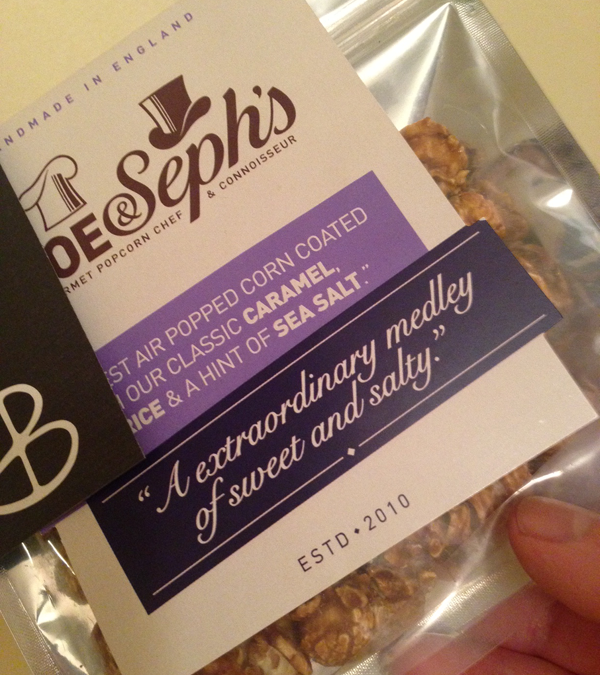 NDMADE IN ENGLAND
OE & Seph's
RMET POPCORN CHEF & CONNOISSEUR
ST AIR POPPED CORN COATED
OUR CLASSIC CARAMEL,
RICE & A HINT OF SEA SALT."
"A extraordinary medley
of sweet and salty."
ESTD • 2010
B